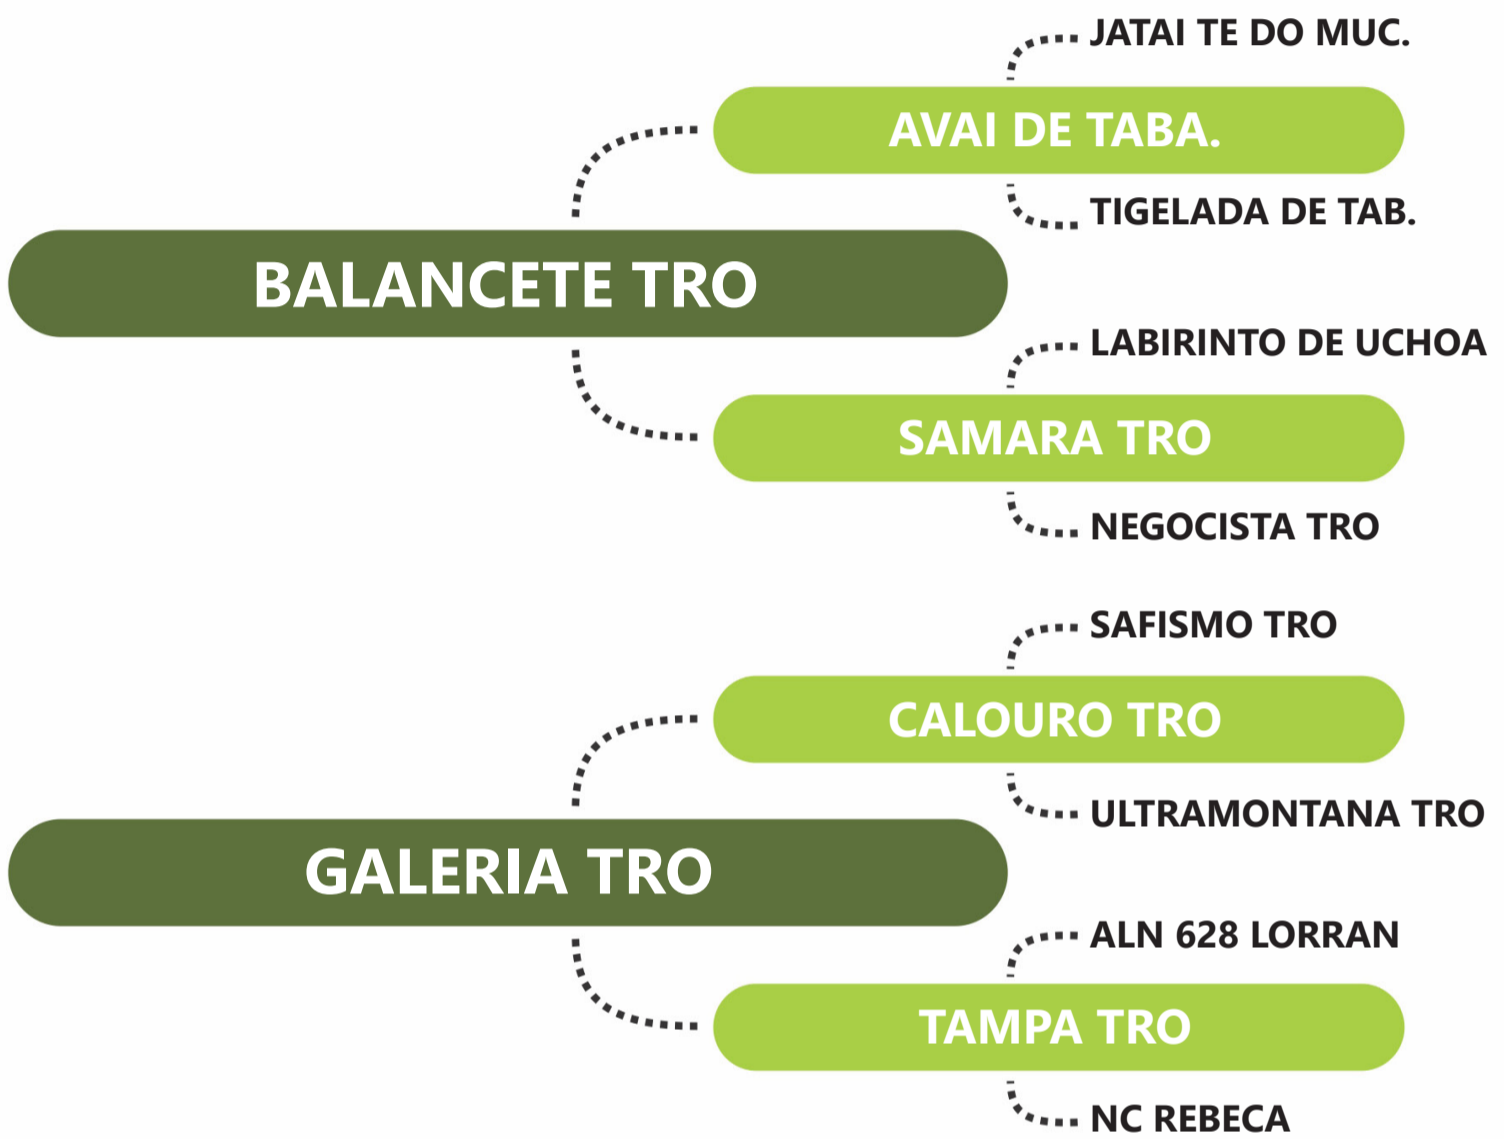 JATAI TE DO MUC.
AVAI DE TABA.
TIGELADA DE TAB.
BALANCETE TRO
LABIRINTO DE UCHOA
SAMARA TRO
NEGOCISTA TRO
SAFISMO TRO
CALOURO TRO
ULTRAMONTANA TRO
GALERIA TRO
ALN 628 LORRAN
TAMPA TRO
NC REBECA